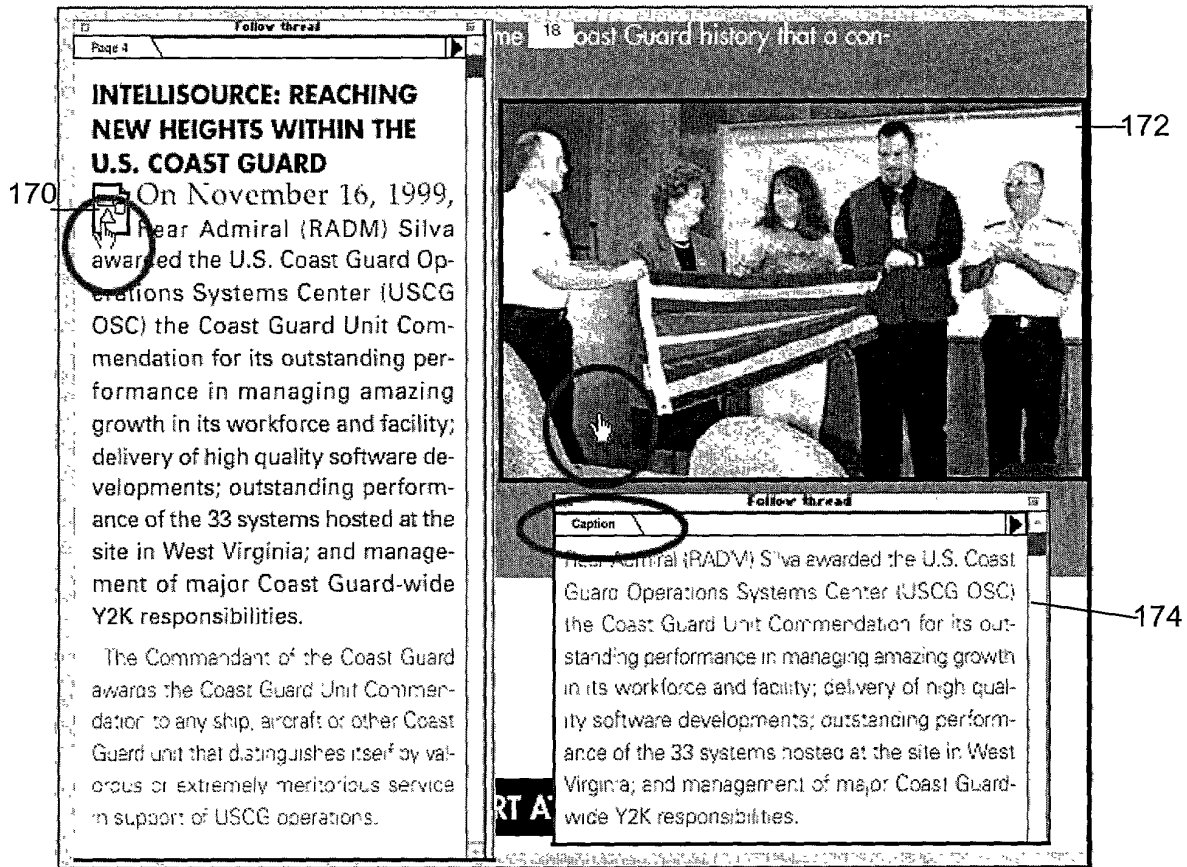 Follow thread
Page 4
INTELLISOURCE: REACHING
NEW HEIGHTS WITHIN THE
U.S. COAST GUARD
170
On November 16, 1999,
Rear Admiral (RADM) Silva
awarded the U.S. Coast Guard Op-
erations Systems Center (USCG
OSC) the Coast Guard Unit Com-
mendation for its outstanding per-
formance in managing amazing
growth in its workforce and facility;
delivery of high quality software de-
velopments; outstanding perform-
ance of the 33 systems hosted at the
site in West Virginia; and manage-
ment of major Coast Guard-wide
Y2K responsibilities.
The Commandant of the Coast Guard
awards the Coast Guard Unit Commen-
dation to any ship, aircraft or other Coast
Guard unit that distinguishes itself by val-
orous or extremely meritorious service
in support of USCG operations.
me 18 oast Guard history that a con-
172
Follow thread
Caption
Rear Admiral (RADM) Silva awarded the U.S. Coast
Guard Operations Systems Center (USCG OSC)
the Coast Guard Unit Commendation for its out-
standing performance in managing amazing growth
in its workforce and facility; delivery of high qual-
ity software developments; outstanding perform-
ance of the 33 systems hosted at the site in West
Virginia; and management of major Coast Guard-
wide Y2K responsibilities.
174
RT A